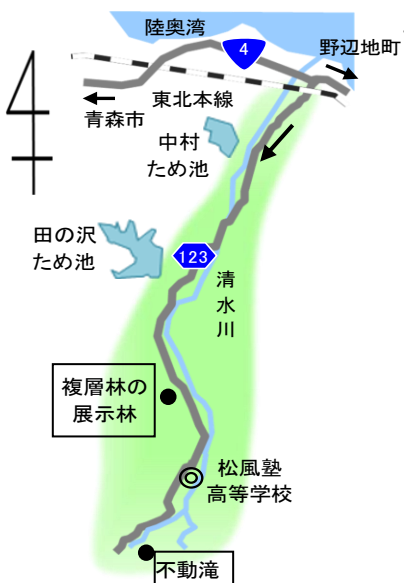 陸奥湾
4
野辺地町
東北本線
青森市
中村
ため池
田の沢
ため池
123
清水川
複層林の
展示林
松風塾
高等学校
不動滝